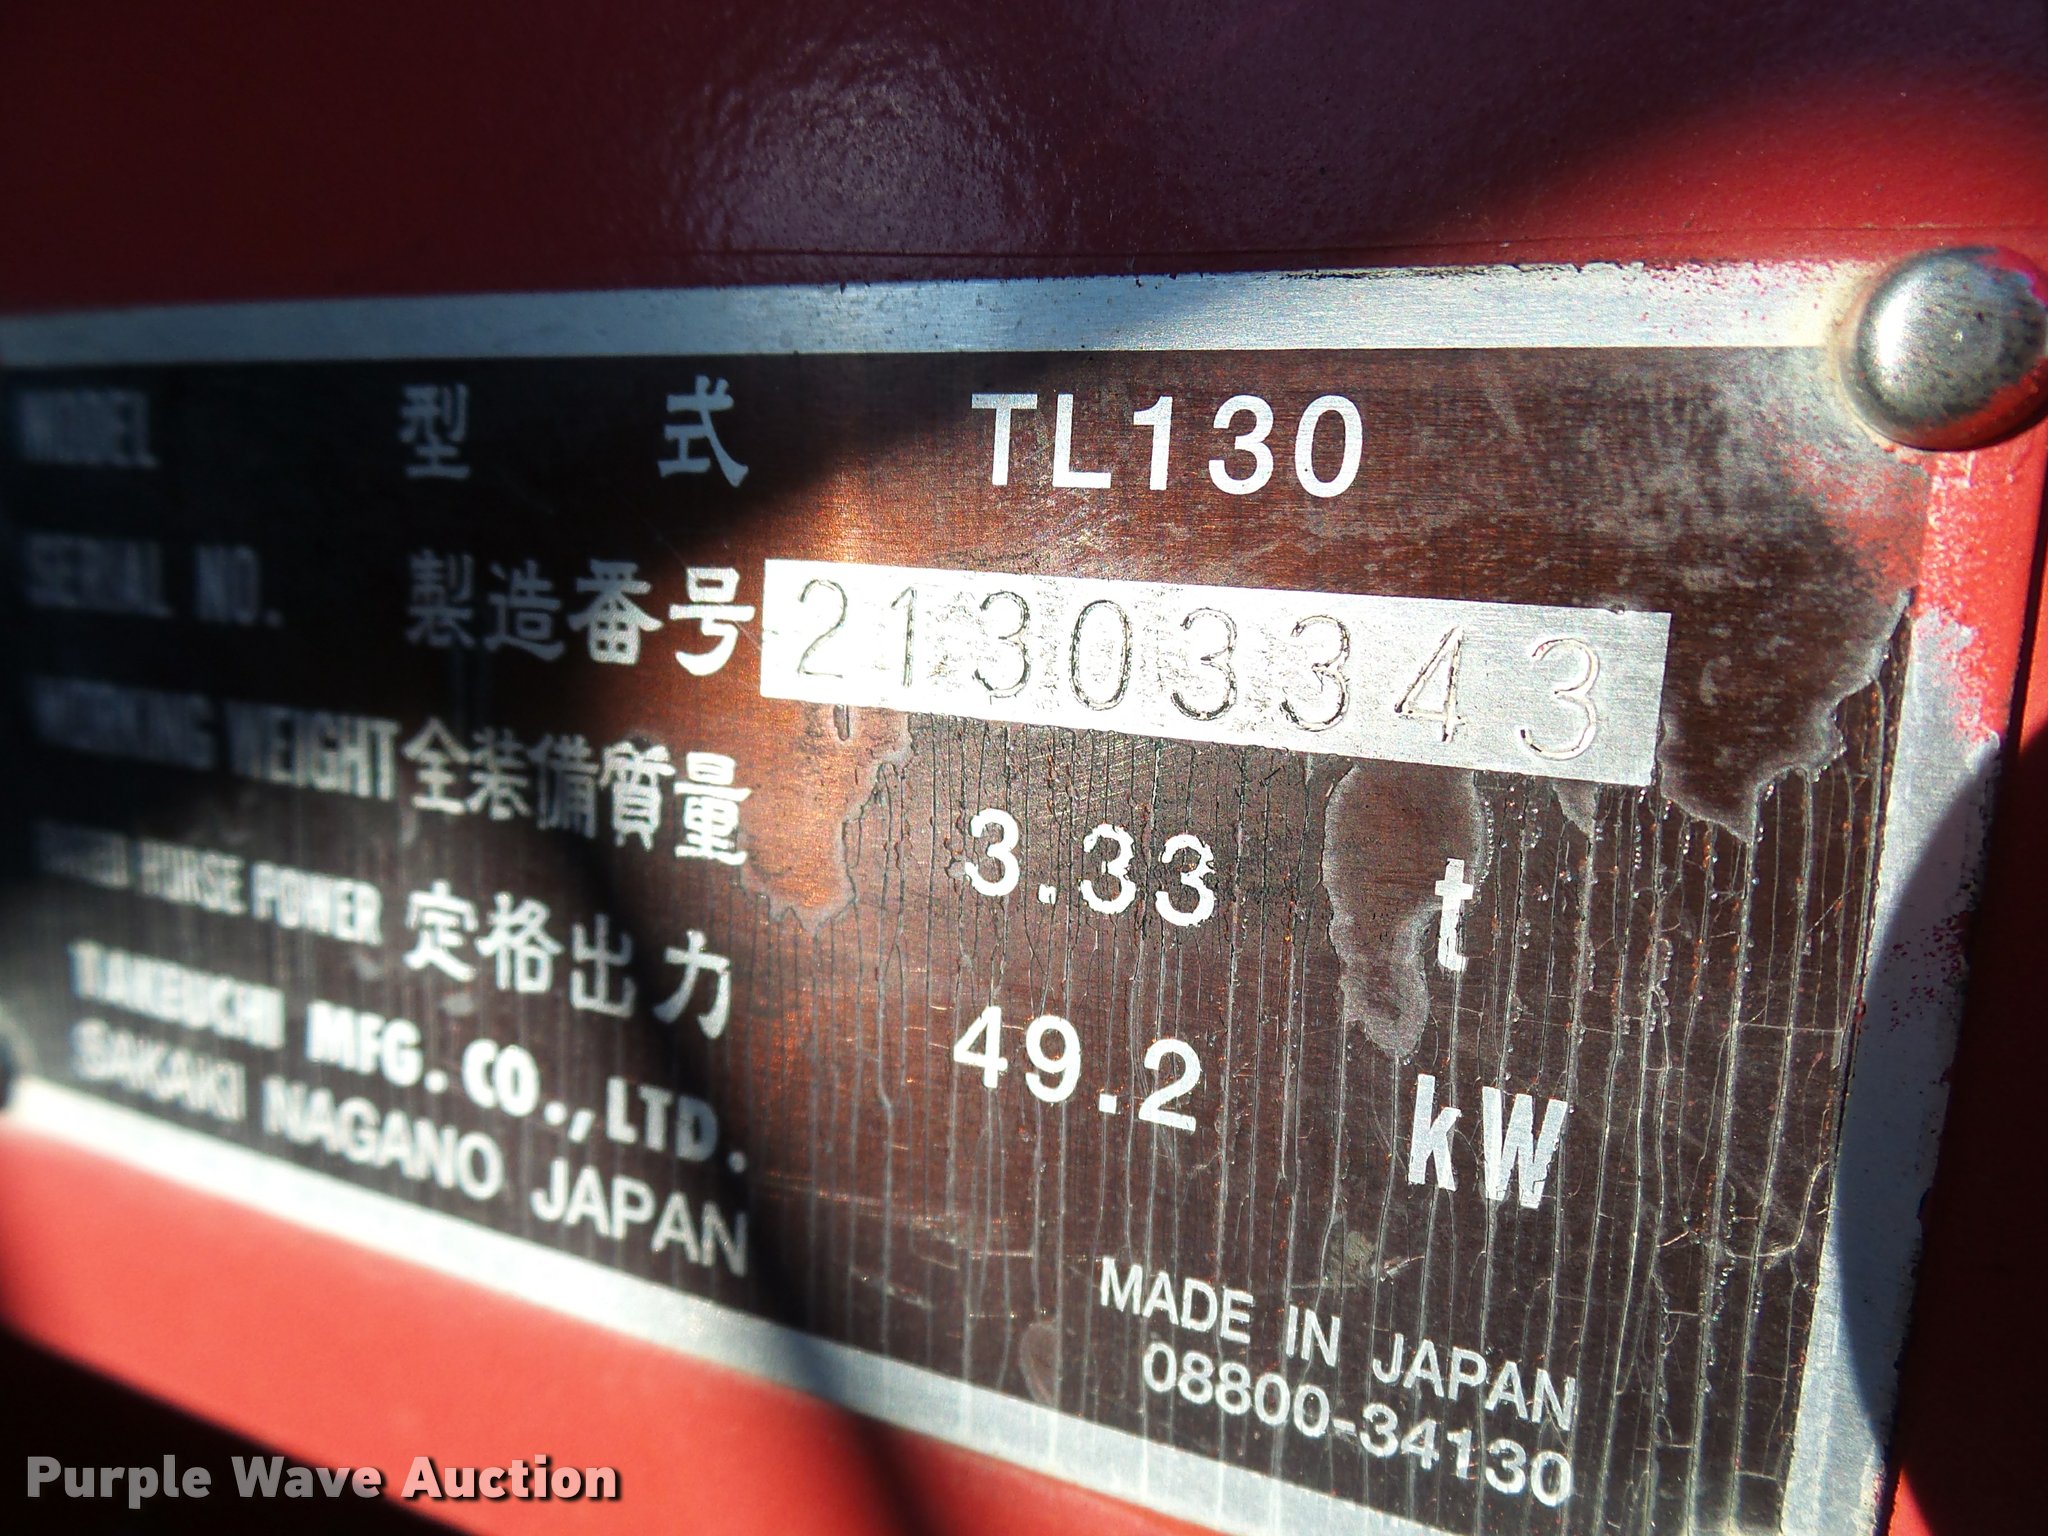 MODEL 型式 TL130
SERIAL NO. 製造番号 21303343
WORKING WEIGHT 全装備質量 3.33 t
RATED HORSE POWER 定格出力 49.2 kW
TAKEUCHI MFG. CO., LTD.
SAKAKI NAGANO JAPAN
MADE IN JAPAN
08800-34130
Purple Wave Auction